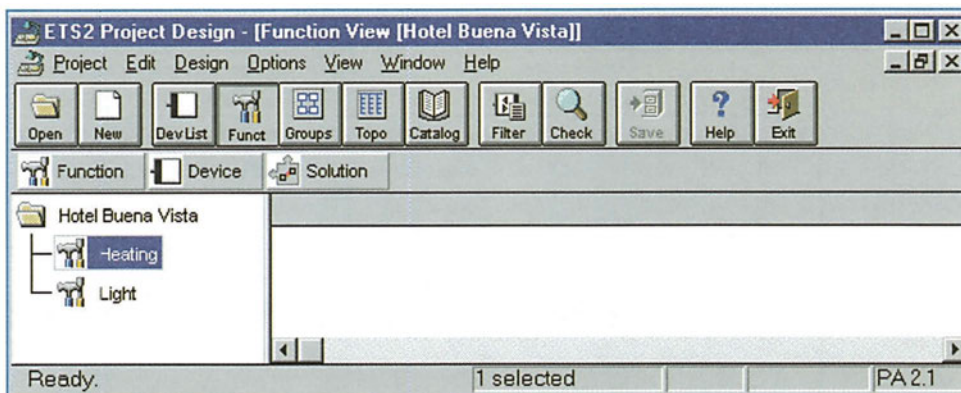 ETS2 Project Design - [Function View [Hotel Buena Vista]]
Project Edit Design Options View Window Help
Open New DevList Funct Groups Topo Catalog Filter Check Save Help Exit
Function Device Solution
Hotel Buena Vista
Heating
Light
Ready. 1 selected PA 2.1